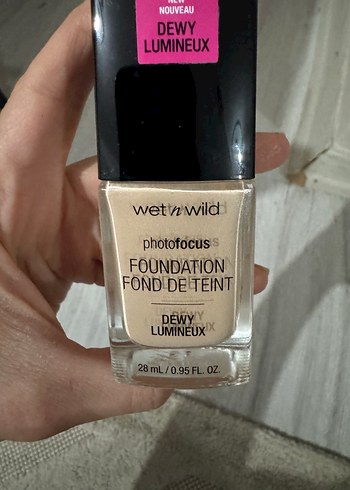 NEW
NOUVEAU
DEWY
LUMINEUX
wet n wild
photofocus
FOUNDATION
FOND DE TEINT
DEWY
LUMINEUX
28 mL / 0.95 FL. OZ.